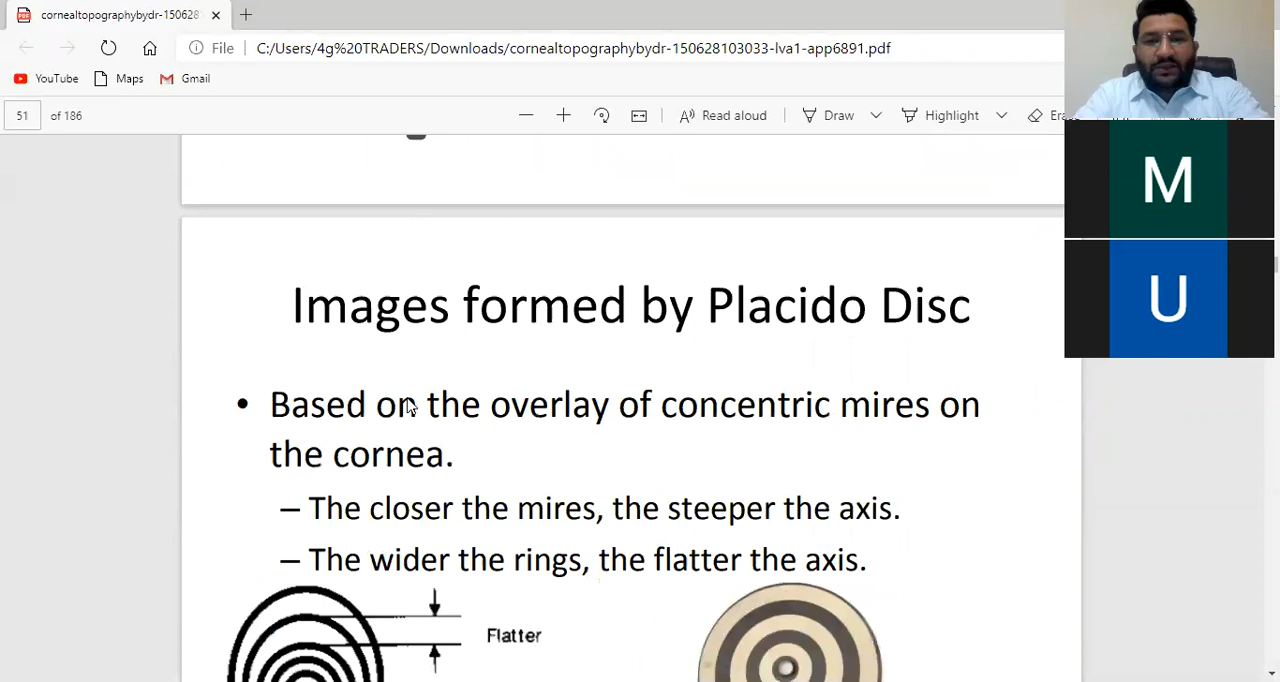 cornealtopographybydr-150628
File C:/Users/4g%20TRADERS/Downloads/cornealtopographybydr-150628103033-lva1-app6891.pdf
YouTube Maps Gmail
51 of 186 Read aloud Draw Highlight
M
U
Images formed by Placido Disc
• Based on the overlay of concentric mires on
the cornea.
– The closer the mires, the steeper the axis.
– The wider the rings, the flatter the axis.
Flatter